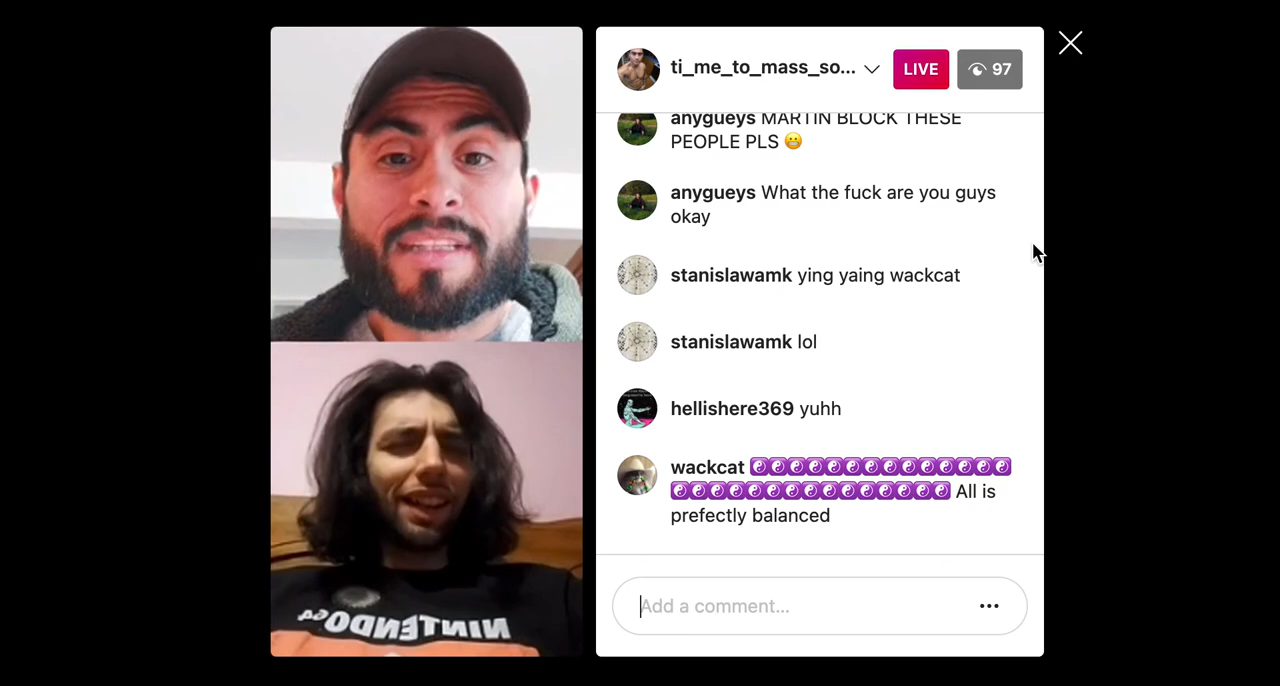 ti_me_to_mass_so...
LIVE
97
anygueys MARTIN BLOCK THESE
PEOPLE PLS 😬
anygueys What the fuck are you guys
okay
stanislawamk ying yaing wackcat
stanislawamk lol
hellishere369 yuhh
wackcat ☯️☯️☯️☯️☯️☯️☯️☯️☯️☯️☯️☯️☯️☯️
☯️☯️☯️☯️☯️☯️☯️☯️☯️☯️☯️☯️☯️☯️☯️ All is
prefectly balanced
Add a comment...
NINTENDO64